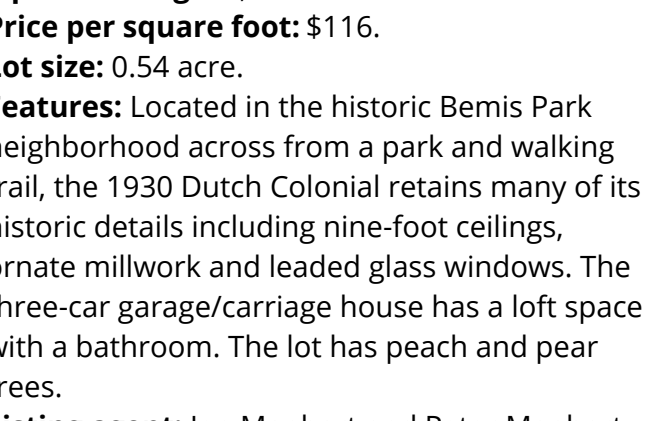 Price per square foot: $116.
Lot size: 0.54 acre.
Features: Located in the historic Bemis Park
neighborhood across from a park and walking
trail, the 1930 Dutch Colonial retains many of its
historic details including nine-foot ceilings,
ornate millwork and leaded glass windows. The
three-car garage/carriage house has a loft space
with a bathroom. The lot has peach and pear
trees.